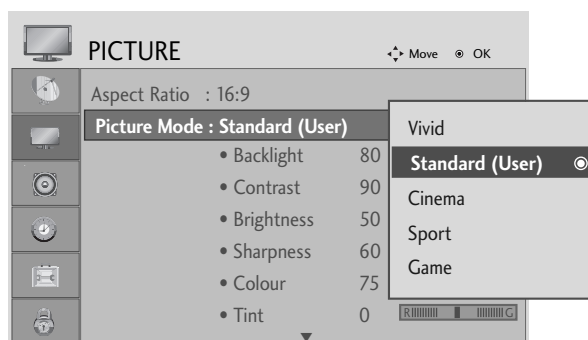 PICTURE
Move OK
Aspect Ratio : 16:9
Picture Mode : Standard (User)
• Backlight 80
• Contrast 90
• Brightness 50
• Sharpness 60
• Colour 75
• Tint 0
R G
Vivid
Standard (User)
Cinema
Sport
Game